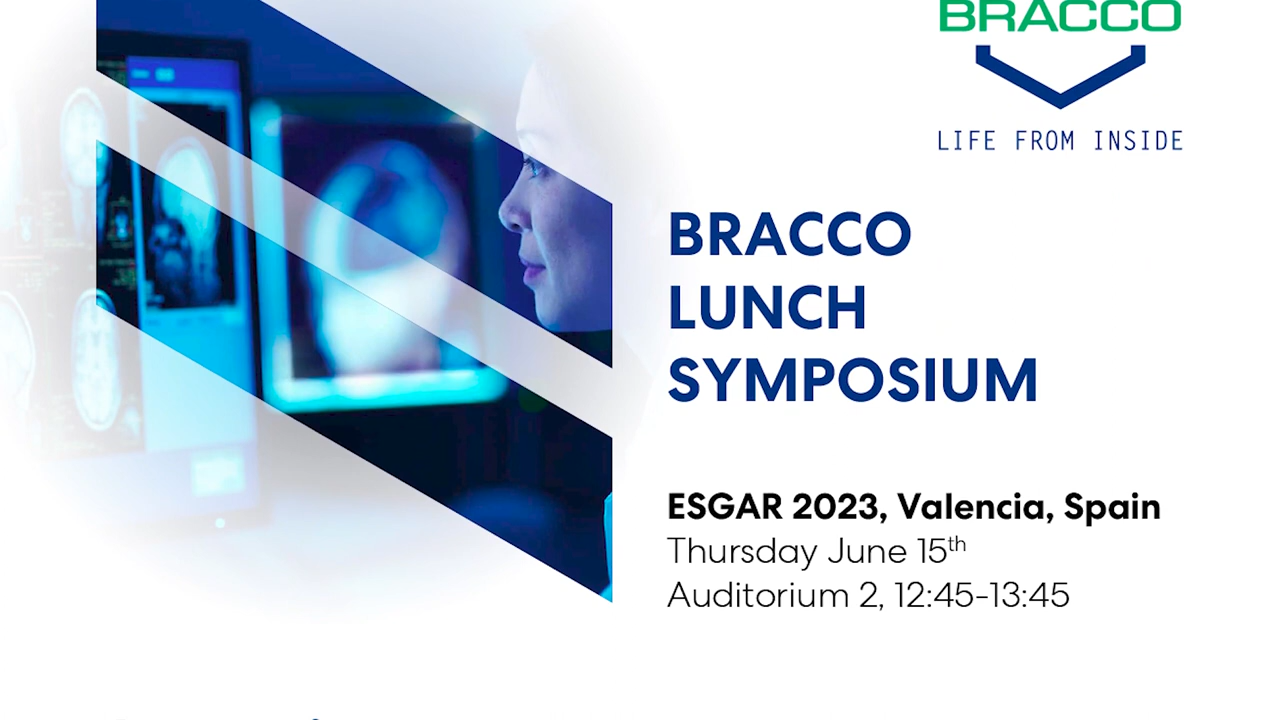 BRACCO
LIFE FROM INSIDE
BRACCO
LUNCH
SYMPOSIUM
ESGAR 2023, Valencia, Spain
Thursday June 15th
Auditorium 2, 12:45-13:45